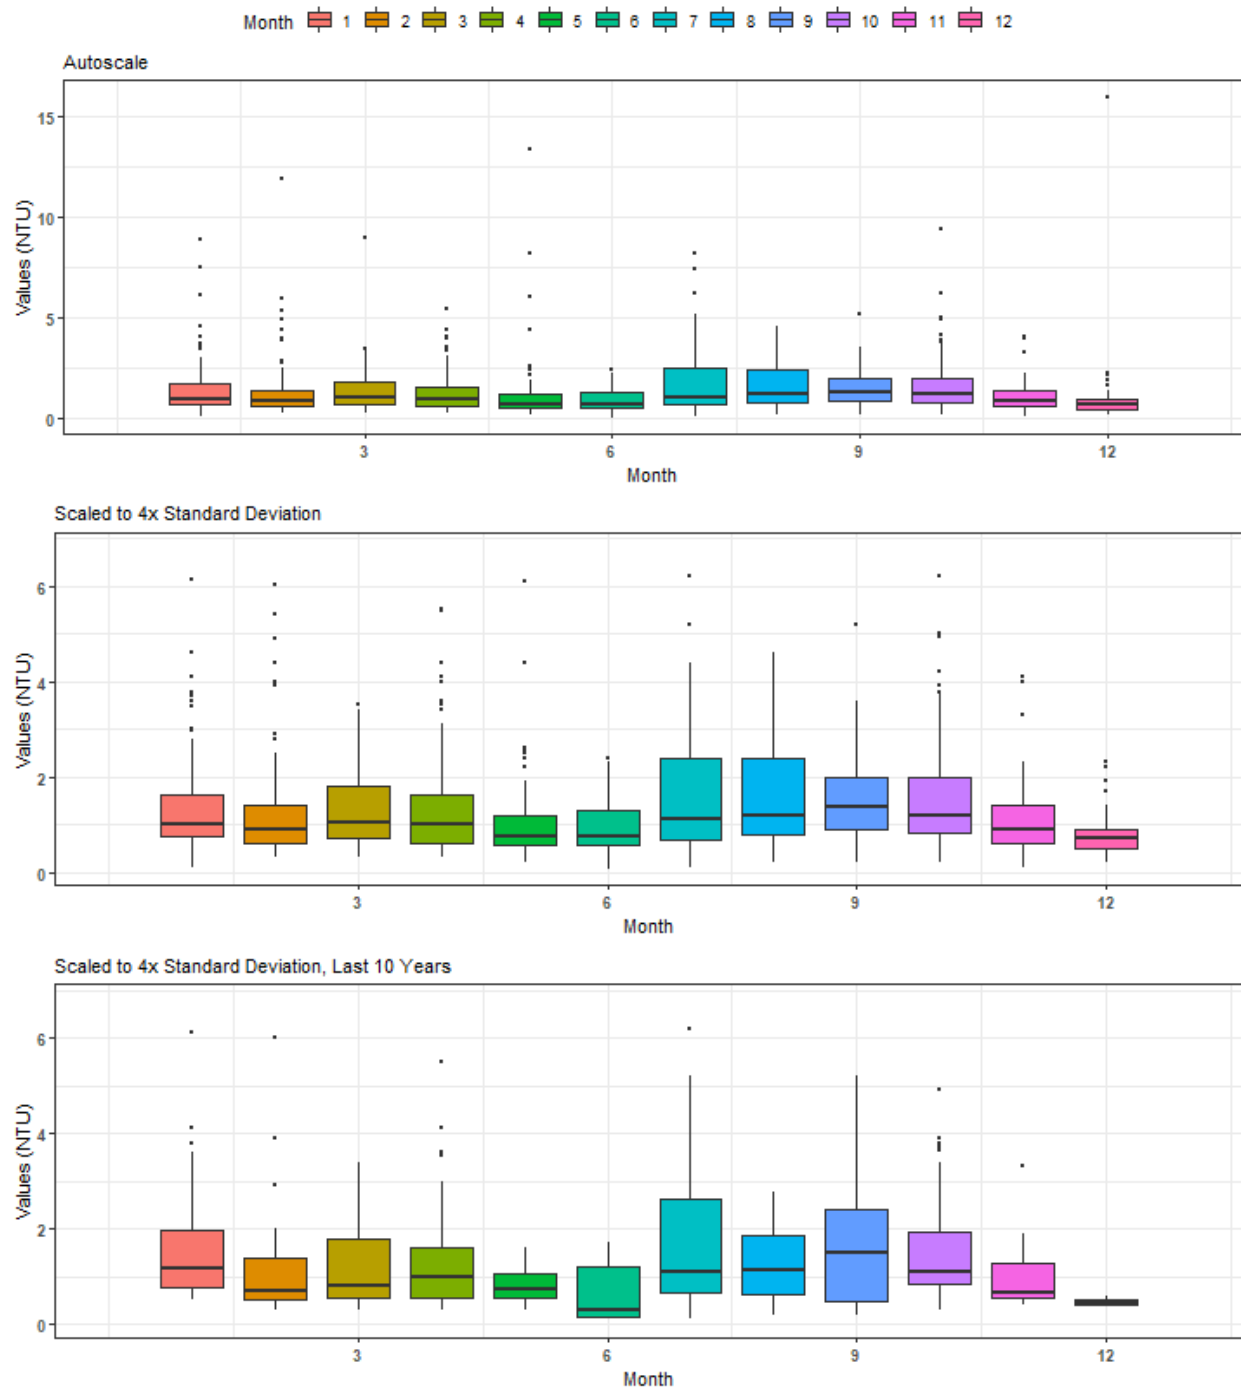 Month 1 2 3 4 5 6 7 8 9 10 11 12
Autoscale
Values (NTU)
15
10
5
0
3 6 9 12
Month
Scaled to 4x Standard Deviation
Values (NTU)
6
4
2
0
3 6 9 12
Month
Scaled to 4x Standard Deviation, Last 10 Years
Values (NTU)
6
4
2
0
3 6 9 12
Month